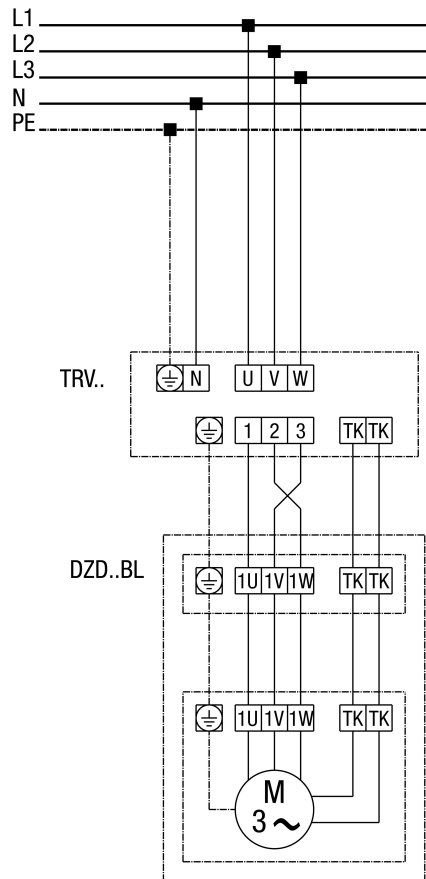 L1
L2
L3
N
PE
TRV..
N U V W
1 2 3 TK TK
DZD..BL
1U 1V 1W TK TK
1U 1V 1W TK TK
M
3 ~